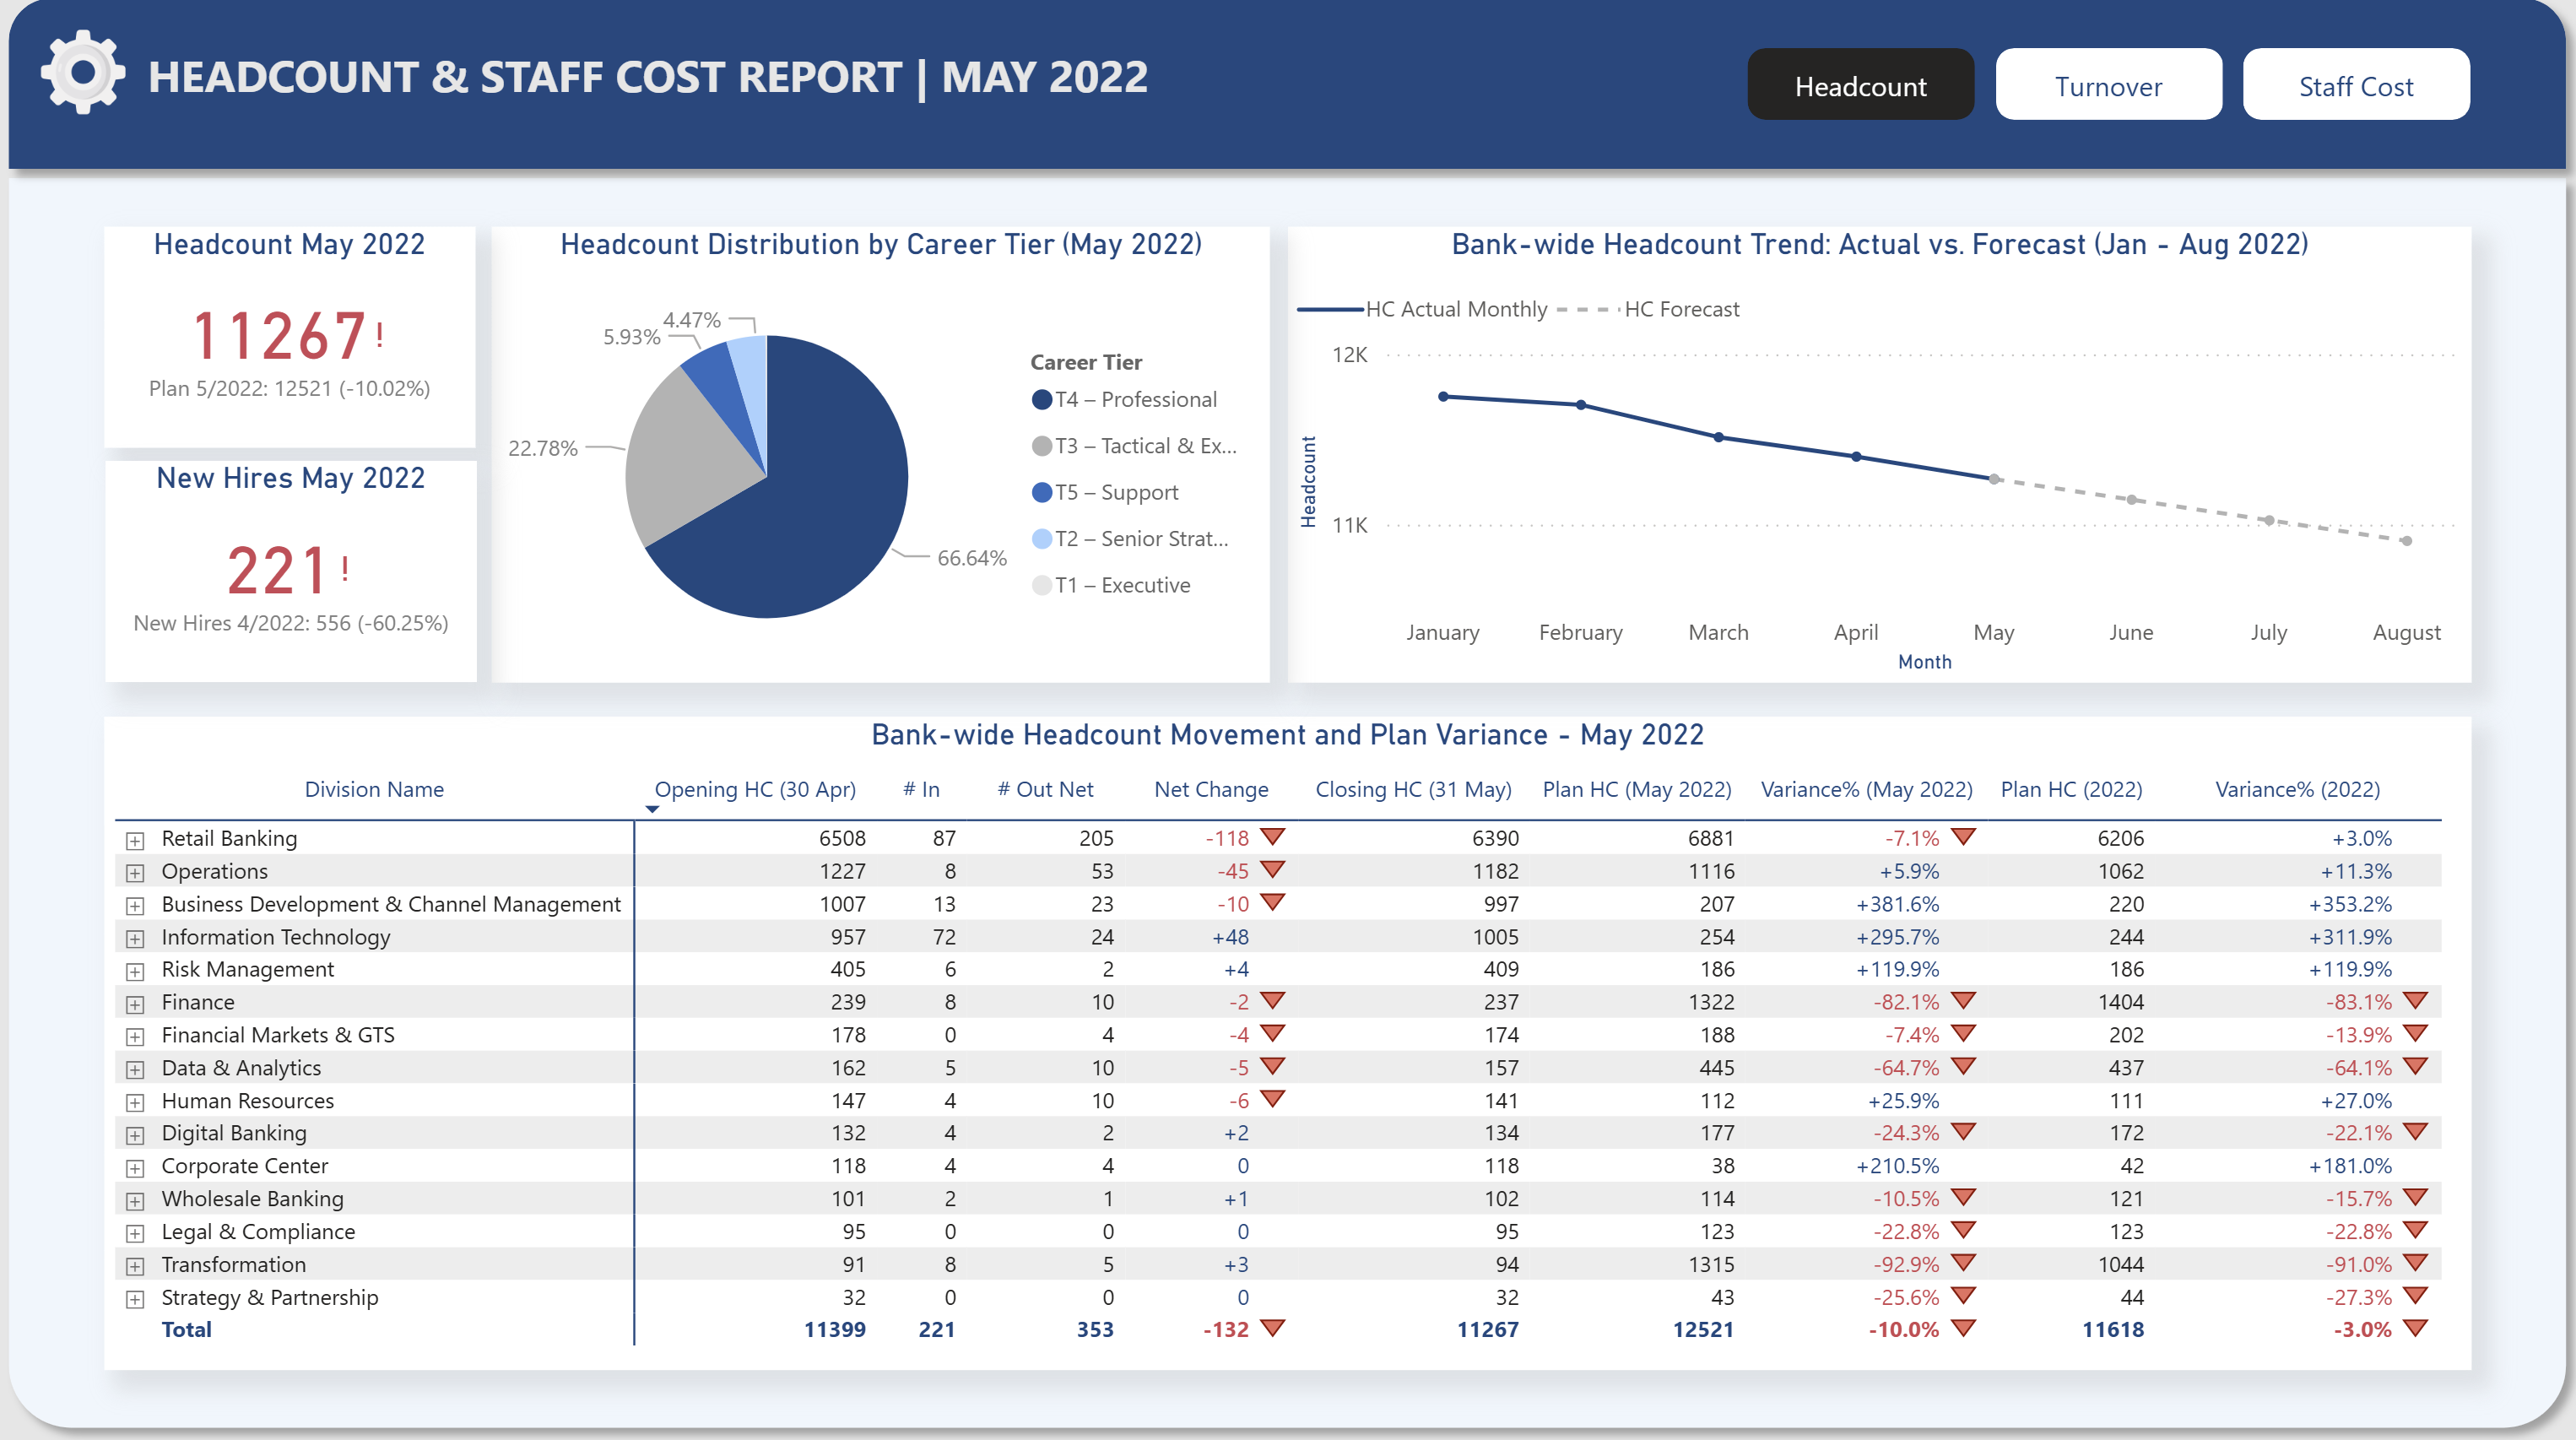 HEADCOUNT & STAFF COST REPORT | MAY 2022
Headcount
Turnover
Staff Cost
Headcount May 2022
11267!
Plan 5/2022: 12521 (-10.02%)
New Hires May 2022
221!
New Hires 4/2022: 556 (-60.25%)
Headcount Distribution by Career Tier (May 2022)
4.47%
5.93%
22.78%
66.64%
Career Tier
T4 – Professional
T3 – Tactical & Ex...
T5 – Support
T2 – Senior Strat...
T1 – Executive
Bank-wide Headcount Trend: Actual vs. Forecast (Jan - Aug 2022)
HC Actual Monthly HC Forecast
12K
11K
Headcount
January February March April May June July August
Month
Bank-wide Headcount Movement and Plan Variance - May 2022
Division Name Opening HC (30 Apr) # In # Out Net Net Change Closing HC (31 May) Plan HC (May 2022) Variance% (May 2022) Plan HC (2022) Variance% (2022)
Retail Banking 6508 87 205 -118 6390 6881 -7.1% 6206 +3.0%
Operations 1227 8 53 -45 1182 1116 +5.9% 1062 +11.3%
Business Development & Channel Management 1007 13 23 -10 997 207 +381.6% 220 +353.2%
Information Technology 957 72 24 +48 1005 254 +295.7% 244 +311.9%
Risk Management 405 6 2 +4 409 186 +119.9% 186 +119.9%
Finance 239 8 10 -2 237 1322 -82.1% 1404 -83.1%
Financial Markets & GTS 178 0 4 -4 174 188 -7.4% 202 -13.9%
Data & Analytics 162 5 10 -5 157 445 -64.7% 437 -64.1%
Human Resources 147 4 10 -6 141 112 +25.9% 111 +27.0%
Digital Banking 132 4 2 +2 134 177 -24.3% 172 -22.1%
Corporate Center 118 4 4 0 118 38 +210.5% 42 +181.0%
Wholesale Banking 101 2 1 +1 102 114 -10.5% 121 -15.7%
Legal & Compliance 95 0 0 0 95 123 -22.8% 123 -22.8%
Transformation 91 8 5 +3 94 1315 -92.9% 1044 -91.0%
Strategy & Partnership 32 0 0 0 32 43 -25.6% 44 -27.3%
Total 11399 221 353 -132 11267 12521 -10.0% 11618 -3.0%